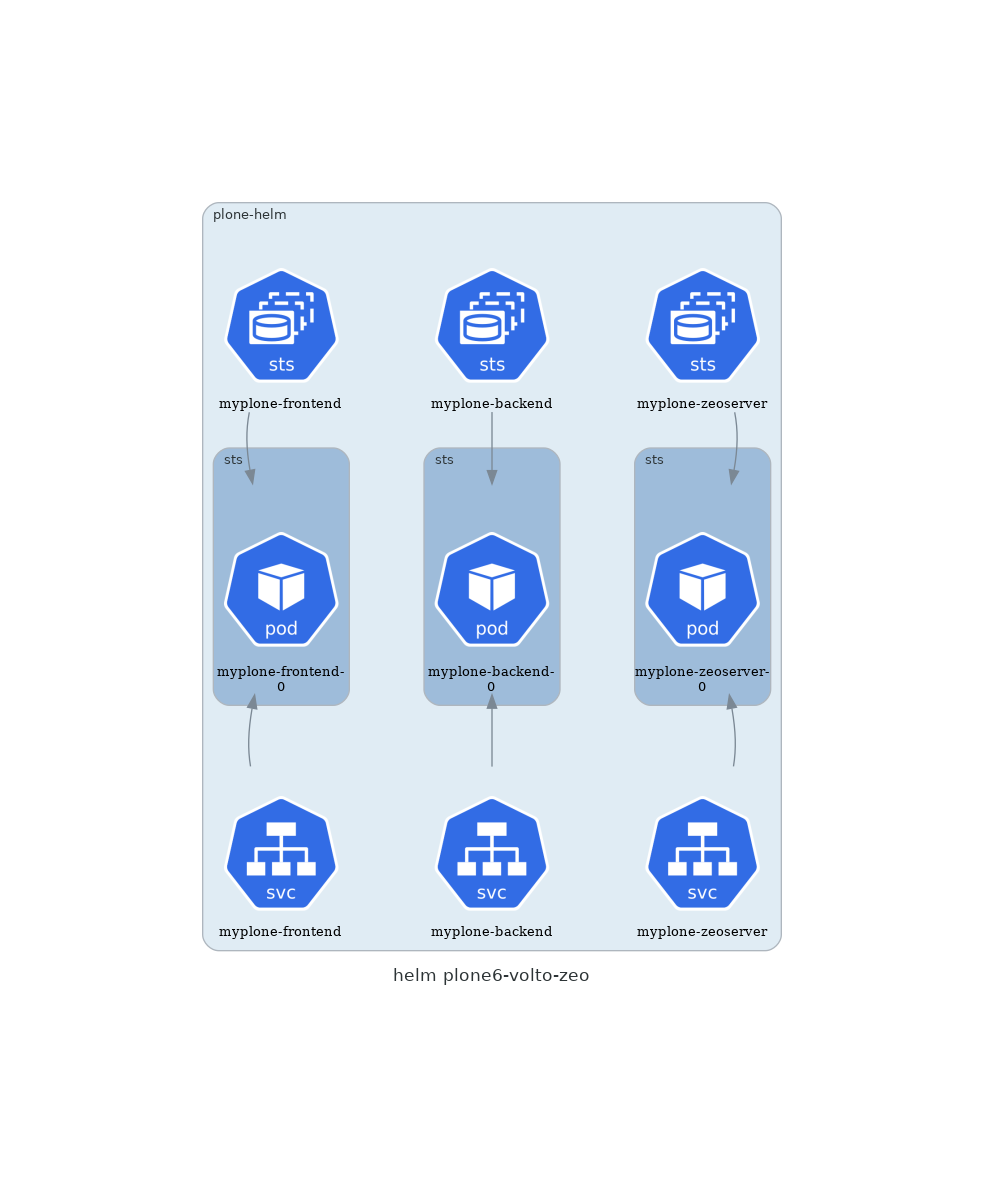 plone-helm
sts
sts
sts
myplone-frontend
myplone-backend
myplone-zeoserver
sts
sts
sts
pod
pod
pod
myplone-frontend-
0
myplone-backend-
0
myplone-zeoserver-
0
svc
svc
svc
myplone-frontend
myplone-backend
myplone-zeoserver
helm plone6-volto-zeo